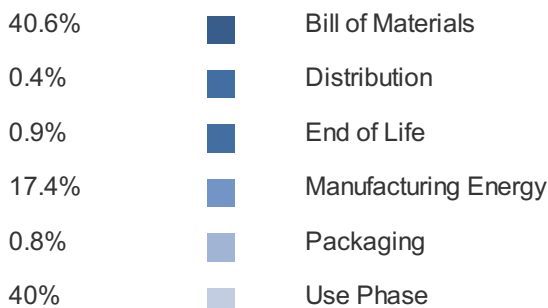 40.6% Bill of Materials
0.4% Distribution
0.9% End of Life
17.4% Manufacturing Energy
0.8% Packaging
40% Use Phase